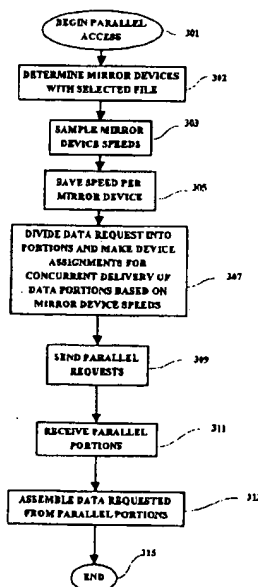 BEGIN PARALLEL
ACCESS
301
DETERMINE MIRROR DEVICES
WITH SELECTED FILE
302
SAMPLE MIRROR
DEVICE SPEEDS
303
SAVE SPEED PER
MIRROR DEVICE
305
DIVIDE DATA REQUEST INTO
PORTIONS AND MAKE DEVICE
ASSIGNMENTS FOR
CONCURRENT DELIVERY OF
DATA PORTIONS BASED ON
MIRROR DEVICE SPEEDS
307
SEND PARALLEL
REQUESTS
309
RECEIVE PARALLEL
PORTIONS
311
ASSEMBLE DATA REQUESTED
FROM PARALLEL PORTIONS
313
END
315